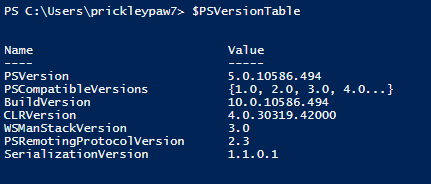 PS C:\Users\prickleypaw7> $PSVersionTable
Name Value
---- -----
PSVersion 5.0.10586.494
PSCompatibleVersions {1.0, 2.0, 3.0, 4.0...}
BuildVersion 10.0.10586.494
CLRVersion 4.0.30319.42000
WSManStackVersion 3.0
PSRemotingProtocolVersion 2.3
SerializationVersion 1.1.0.1